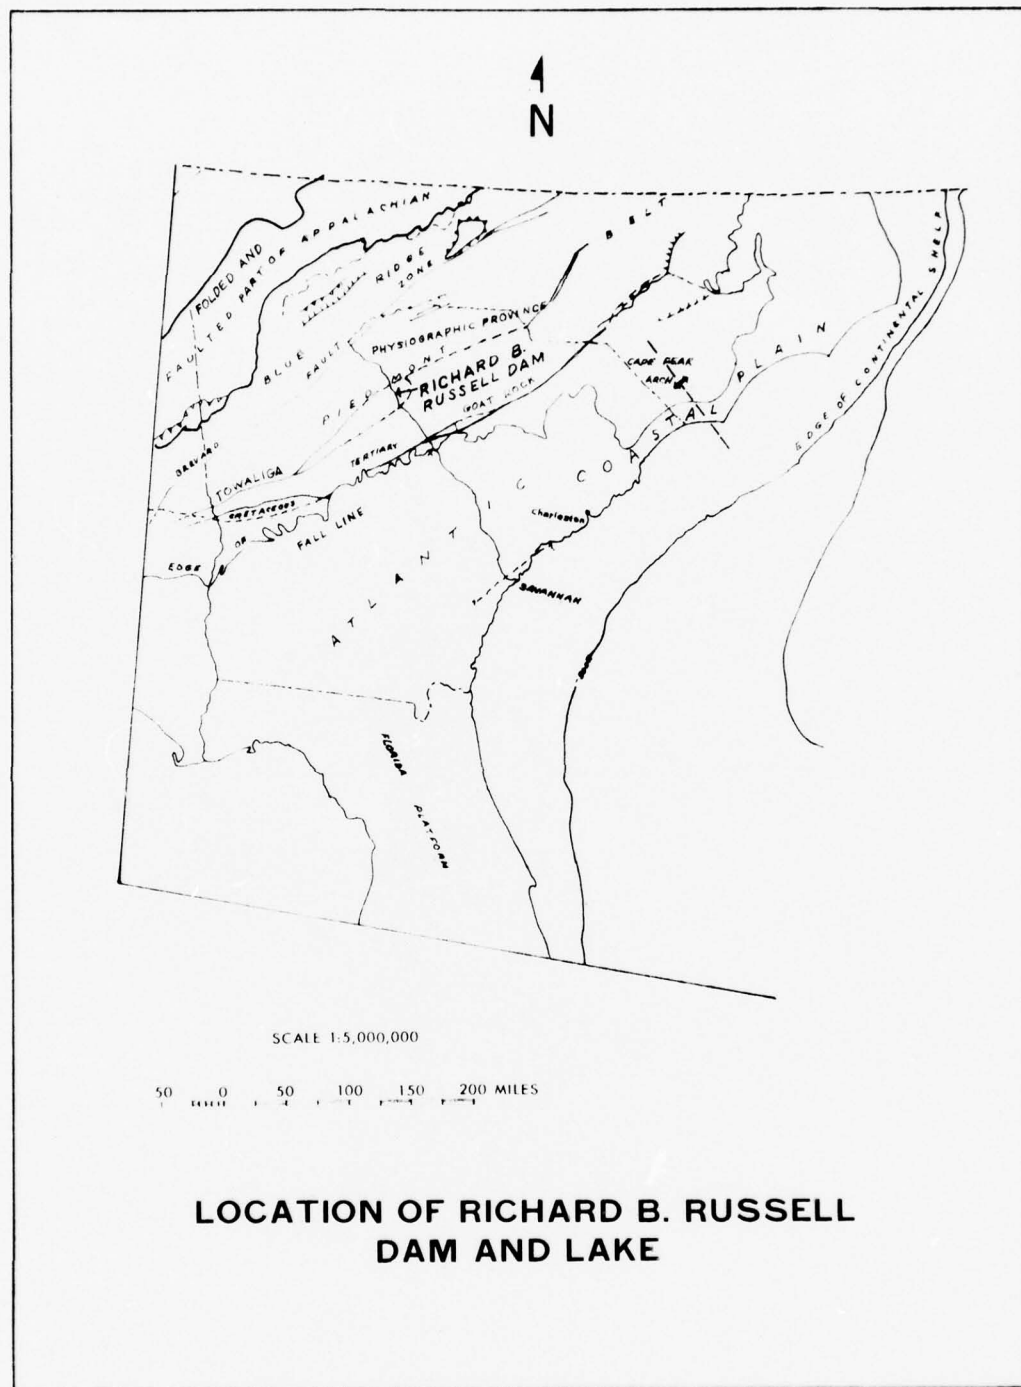 N
FOLDED AND
FAULTED PART OF APPALACHIAN
BLUE RIDGE
FAULT ZONE
BELT
PHYSIOGRAPHIC PROVINCE
PIEDMONT
RICHARD B.
RUSSELL DAM
GOAT ROCK
CAPE PEAR
ARCH
EDGE OF CONTINENTAL SHELF
BREVARD
TOWALIGA
TERTIARY
CRETACEOUS
EDGE OF
FALL LINE
ATLANTIC COASTAL PLAIN
Charleston
SAVANNAH
FLORIDA PLATFORM
SCALE 1:5,000,000
50 0 50 100 150 200 MILES
LOCATION OF RICHARD B. RUSSELL
DAM AND LAKE